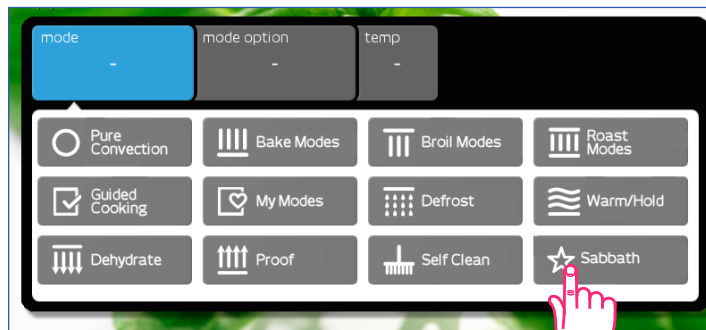 mode
mode option
temp
-
-
-
Pure
Convection
Bake Modes
Broil Modes
Roast
Modes
Guided
Cooking
My Modes
Defrost
Warm/Hold
Dehydrate
Proof
Self Clean
Sabbath